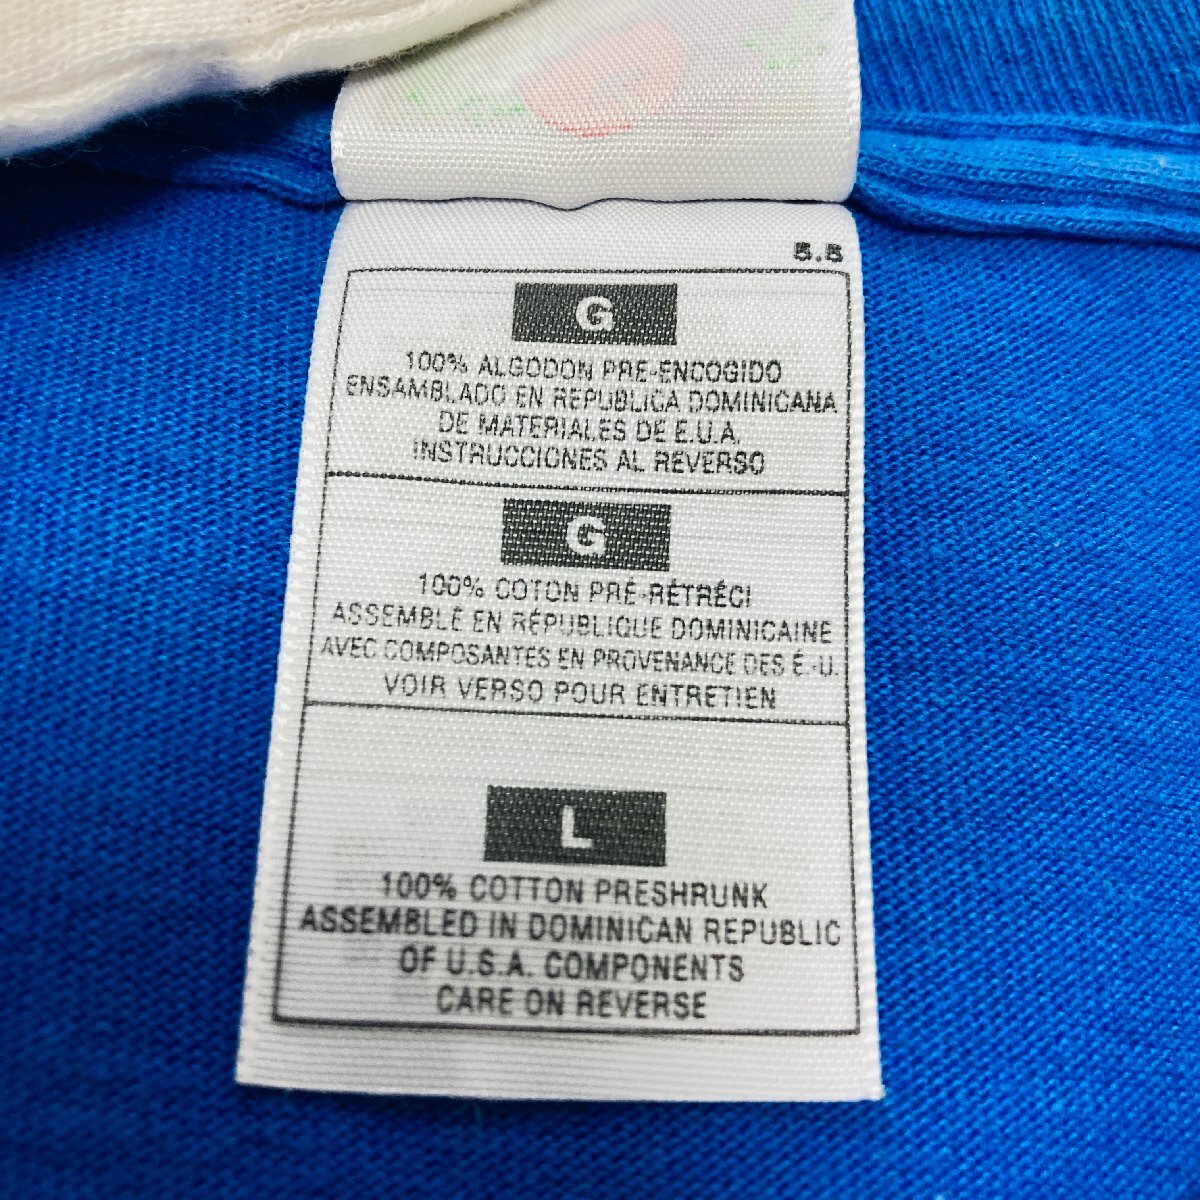 5.5
G
100% ALGODON PRE-ENCOGIDO
ENSAMBLADO EN REPUBLICA DOMINICANA
DE MATERIALES DE E.U.A.
INSTRUCCIONES AL REVERSO
G
100% COTON PRÉ-RÉTRÉCI
ASSEMBLÉ EN RÉPUBLIQUE DOMINICAINE
AVEC COMPOSANTES EN PROVENANCE DES É.-U.
VOIR VERSO POUR ENTRETIEN
L
100% COTTON PRESHRUNK
ASSEMBLED IN DOMINICAN REPUBLIC
OF U.S.A. COMPONENTS
CARE ON REVERSE